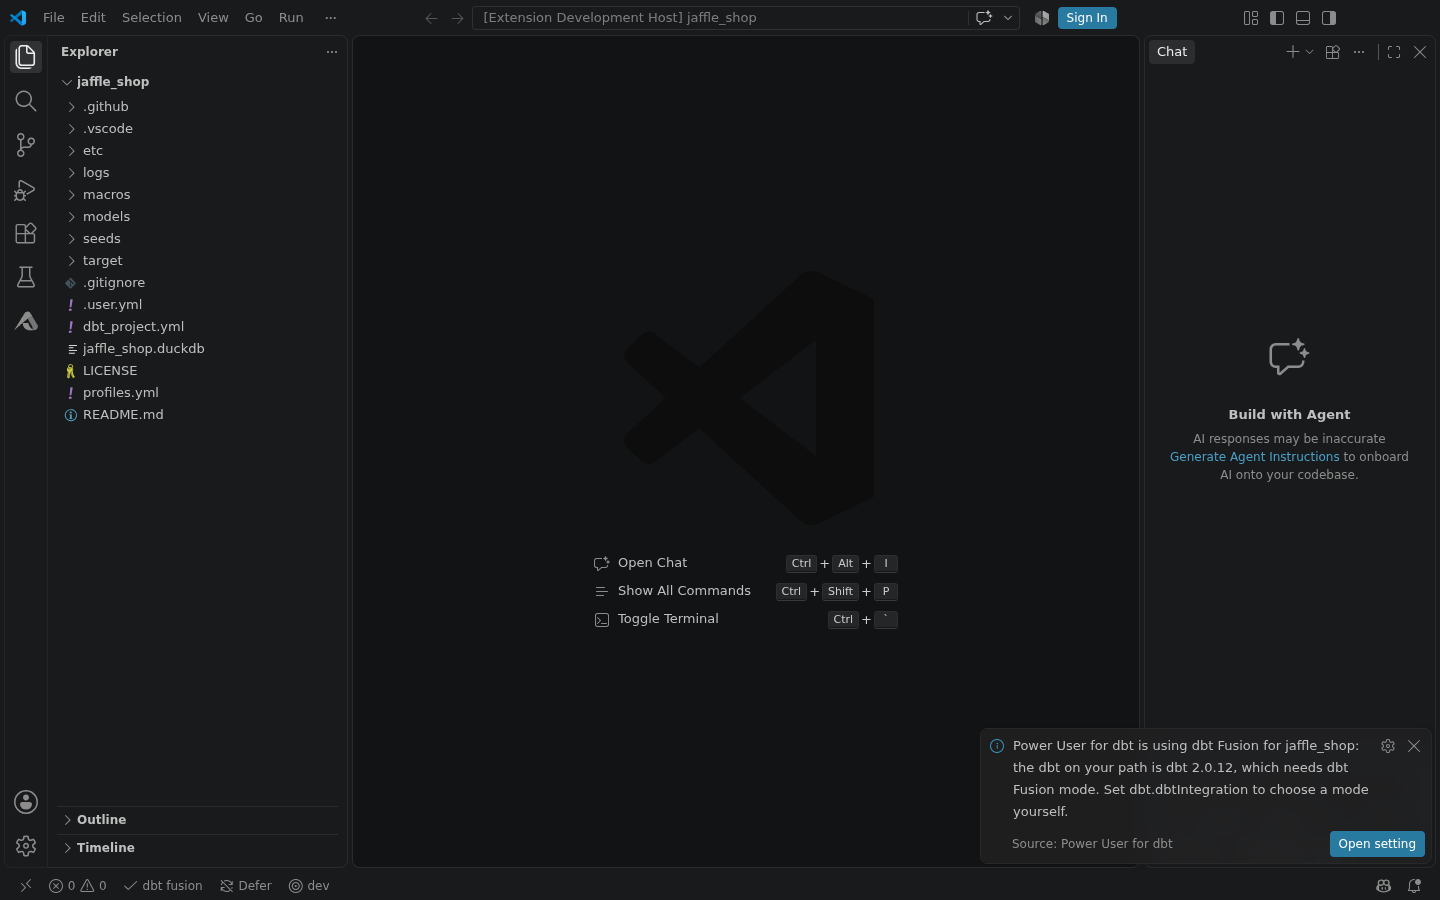 File Edit Selection View Go Run ···
[Extension Development Host] jaffle_shop
Sign In
Explorer
jaffle_shop
.github
.vscode
etc
logs
macros
models
seeds
target
.gitignore
.user.yml
dbt_project.yml
jaffle_shop.duckdb
LICENSE
profiles.yml
README.md
Outline
Timeline
Open Chat Ctrl + Alt + I
Show All Commands Ctrl + Shift + P
Toggle Terminal Ctrl + `
Chat
Build with Agent
AI responses may be inaccurate
Generate Agent Instructions to onboard
AI onto your codebase.
Power User for dbt is using dbt Fusion for jaffle_shop:
the dbt on your path is dbt 2.0.12, which needs dbt
Fusion mode. Set dbt.dbtIntegration to choose a mode
yourself.
Source: Power User for dbt
Open setting
0 0 dbt fusion Defer dev